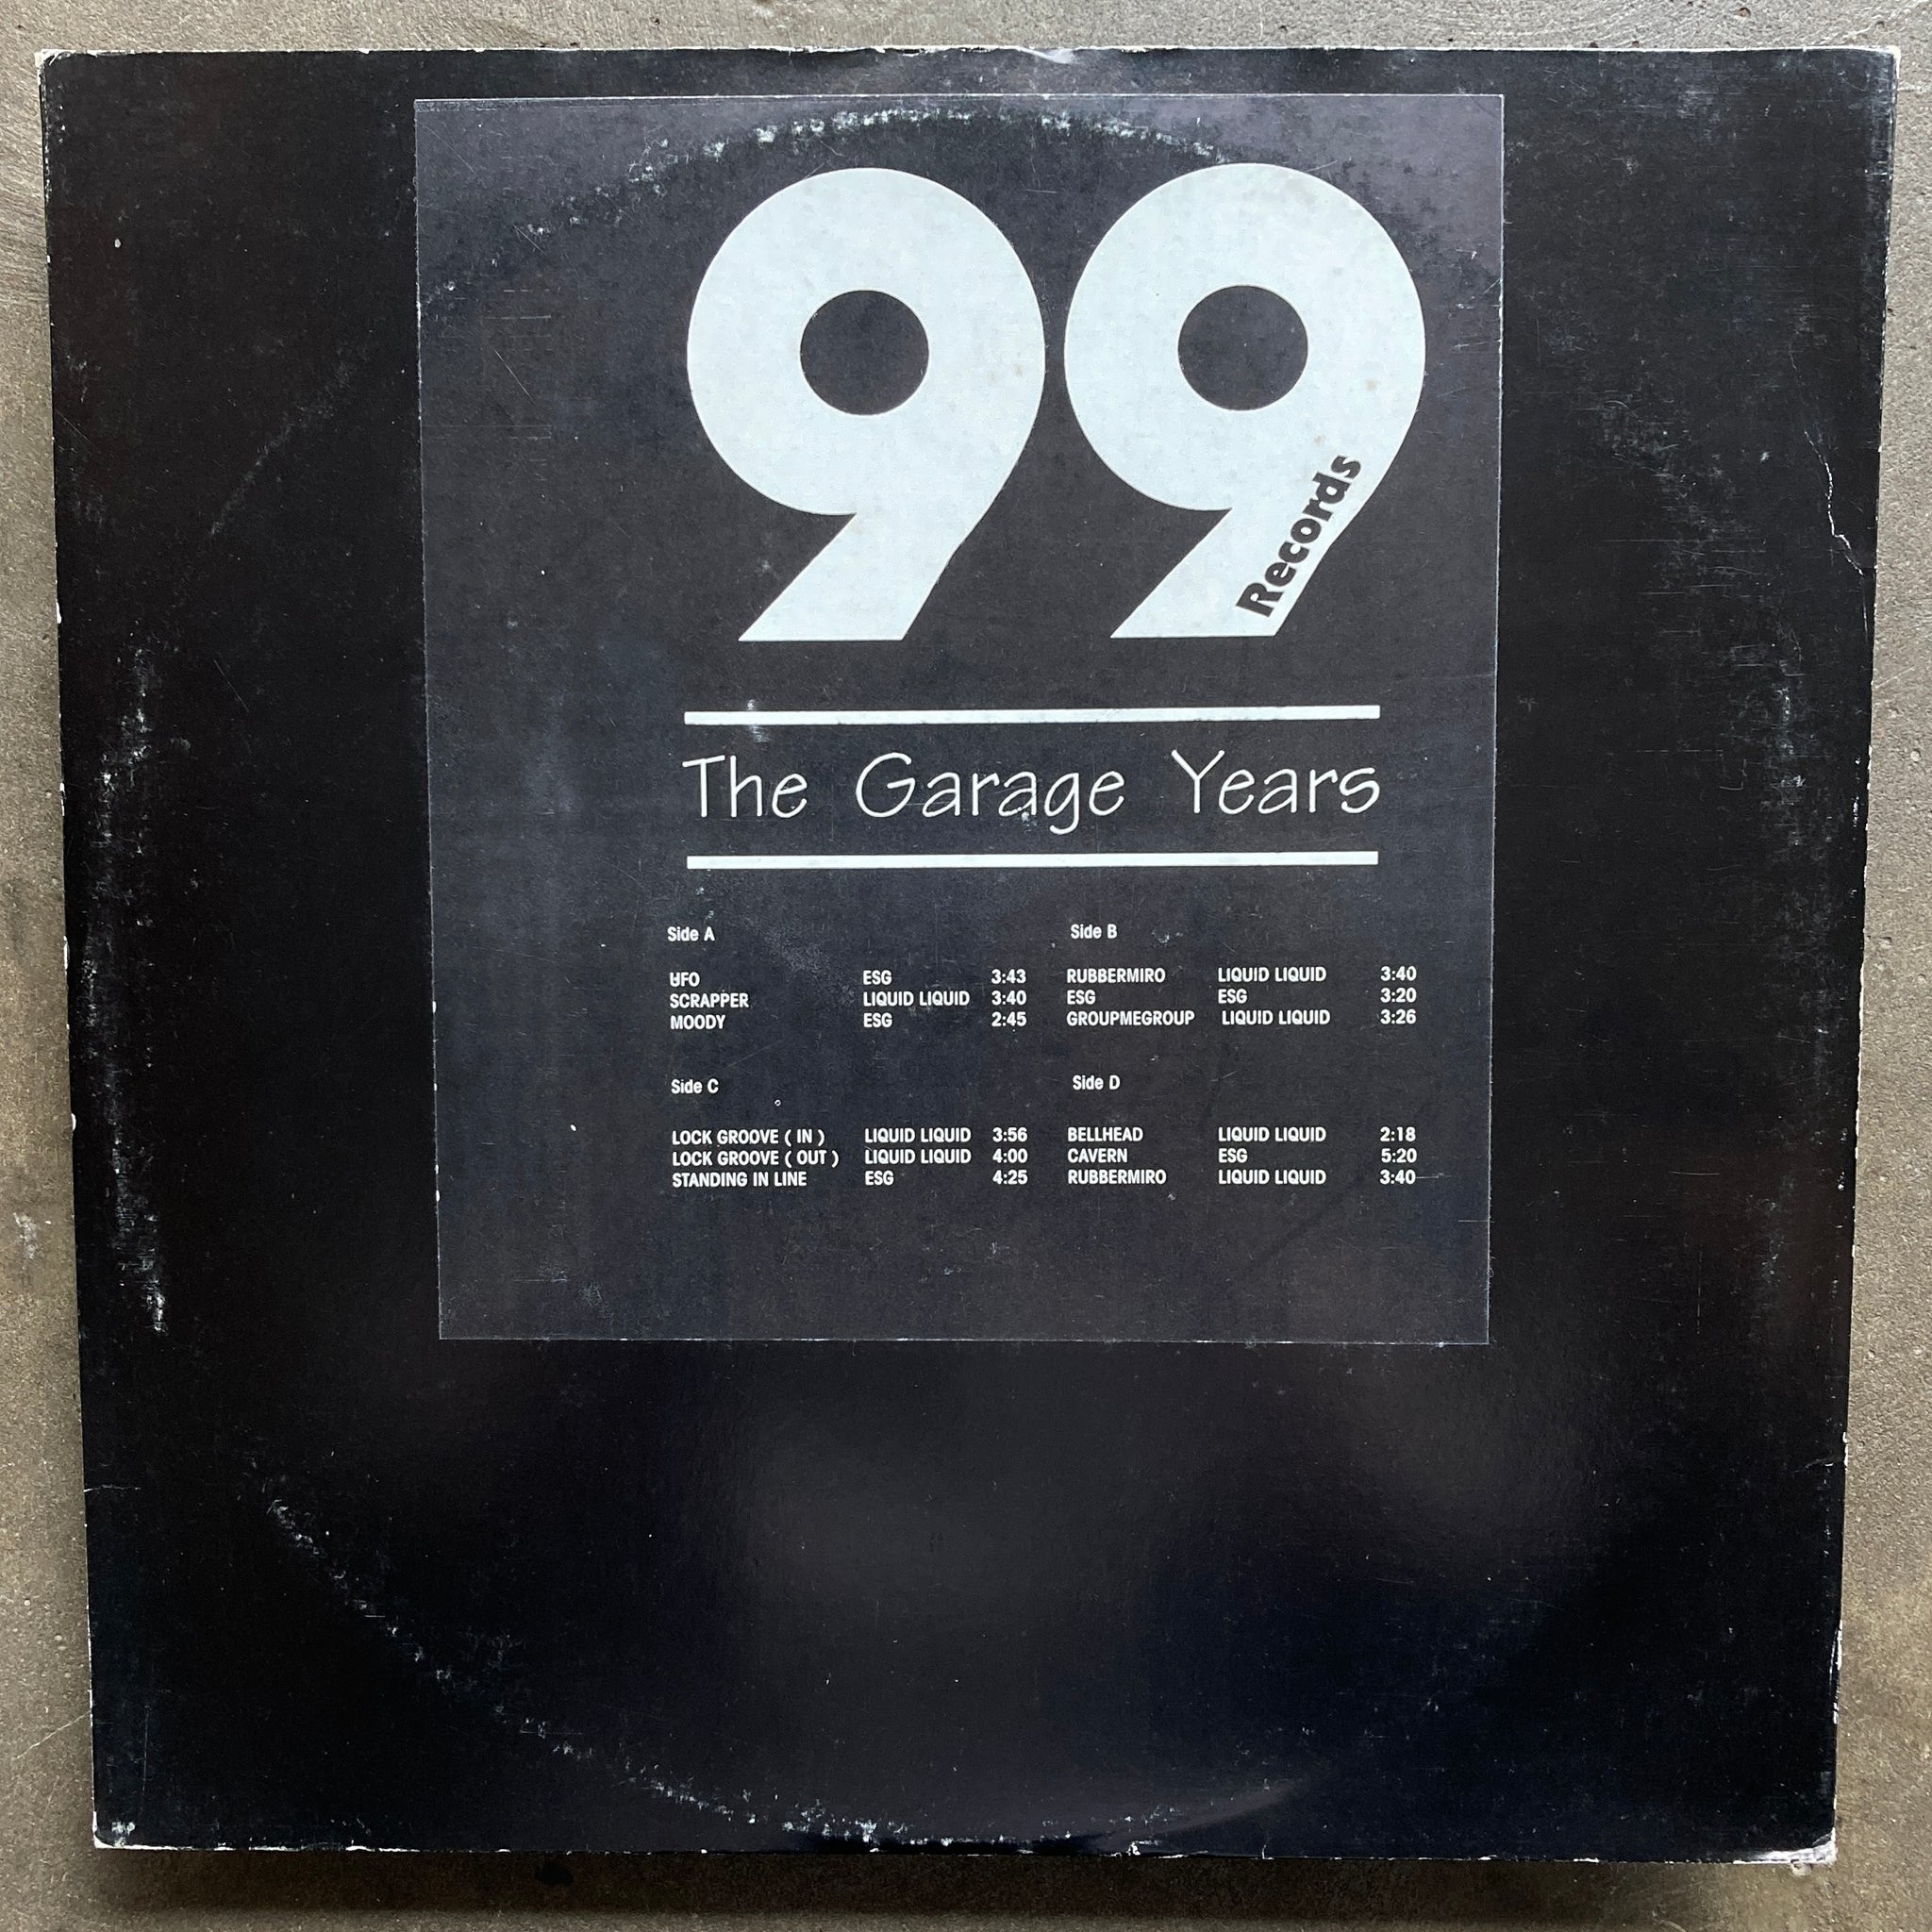 99
Records
The Garage Years
Side A
UFO ESG 3:43
SCRAPPER LIQUID LIQUID 3:40
MOODY ESG 2:45
Side B
RUBBERMIRO LIQUID LIQUID 3:40
ESG ESG 3:20
GROUPMEGROUP LIQUID LIQUID 3:26
Side C
LOCK GROOVE ( IN ) LIQUID LIQUID 3:56
LOCK GROOVE ( OUT ) LIQUID LIQUID 4:00
STANDING IN LINE ESG 4:25
Side D
BELLHEAD LIQUID LIQUID 2:18
CAVERN ESG 5:20
RUBBERMIRO LIQUID LIQUID 3:40